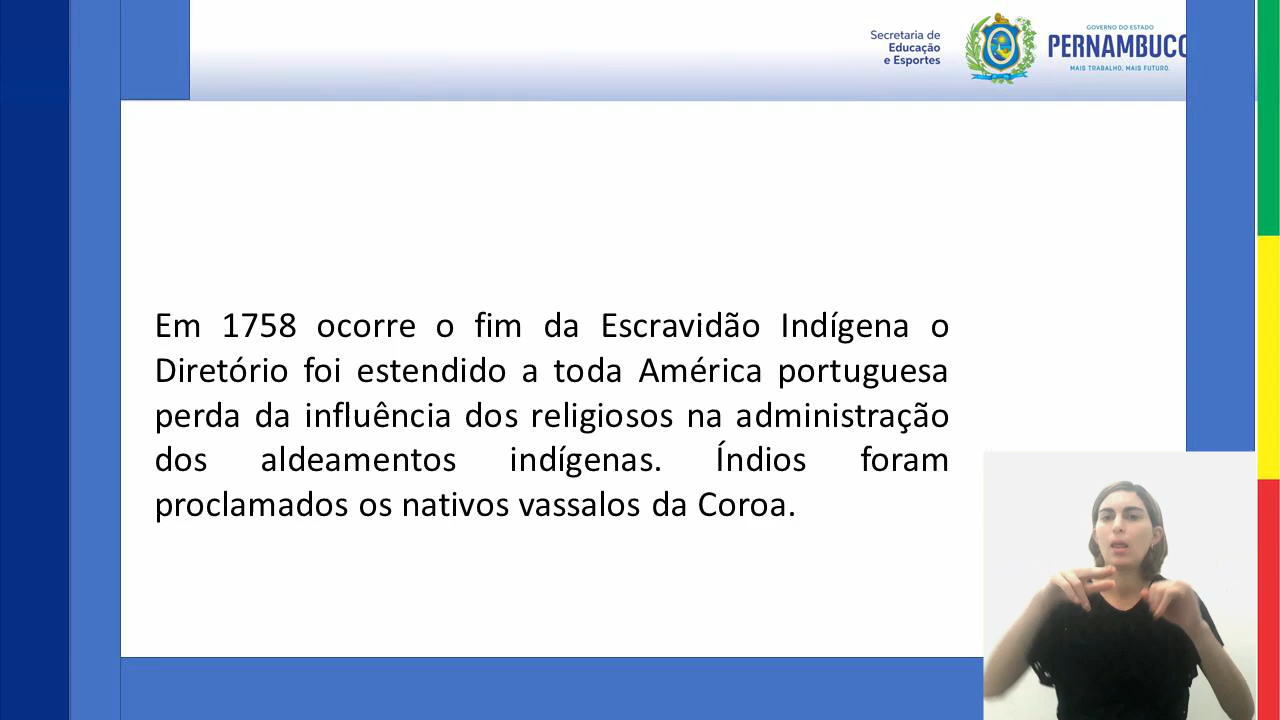 Secretaria de
Educação
e Esportes
GOVERNO DO ESTADO
PERNAMBUCO
MAIS TRABALHO, MAIS FUTURO.
Em 1758 ocorre o fim da Escravidão Indígena o
Diretório foi estendido a toda América portuguesa
perda da influência dos religiosos na administração
dos aldeamentos indígenas. Índios foram
proclamados os nativos vassalos da Coroa.